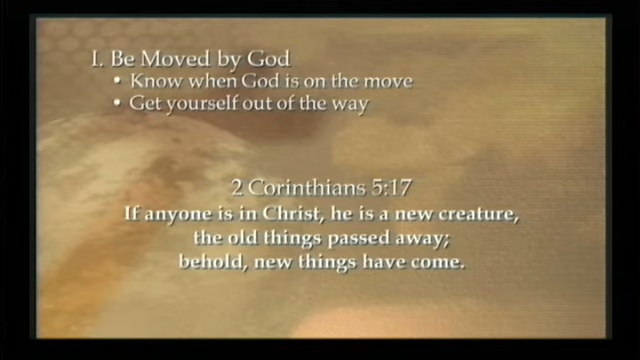 I. Be Moved by God
• Know when God is on the move
• Get yourself out of the way
2 Corinthians 5:17
If anyone is in Christ, he is a new creature,
the old things passed away;
behold, new things have come.